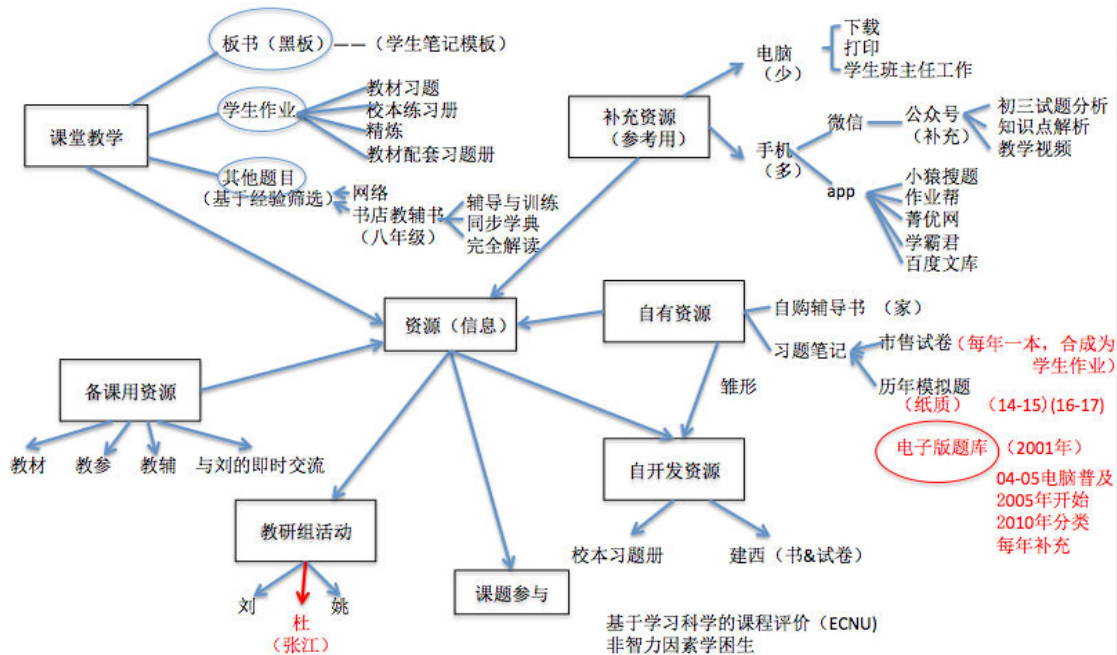 板书（黑板）——（学生笔记模板）
课堂教学
学生作业
教材习题
校本练习册
精炼
教材配套习题册
其他题目
（基于经验筛选）
网络
书店教辅书
（八年级）
辅导与训练
同步学典
完全解读
补充资源
（参考用）
电脑
（少）
下载
打印
学生班主任工作
手机
（多）
微信
公众号
（补充）
初三试题分析
知识点解析
教学视频
app
小猿搜题
作业帮
菁优网
学霸君
百度文库
资源（信息）
自有资源
自购辅导书 （家）
习题笔记
市售试卷（每年一本，合成为
学生作业）
历年模拟题
（纸质） （14-15)(16-17)
电子版题库 （2001年）
04-05电脑普及
2005年开始
2010年分类
每年补充
雏形
备课用资源
教材
教参
教辅
与刘的即时交流
自开发资源
校本习题册
建西（书&试卷）
教研组活动
刘
杜
（张江）
姚
课题参与
基于学习科学的课程评价（ECNU)
非智力因素学困生